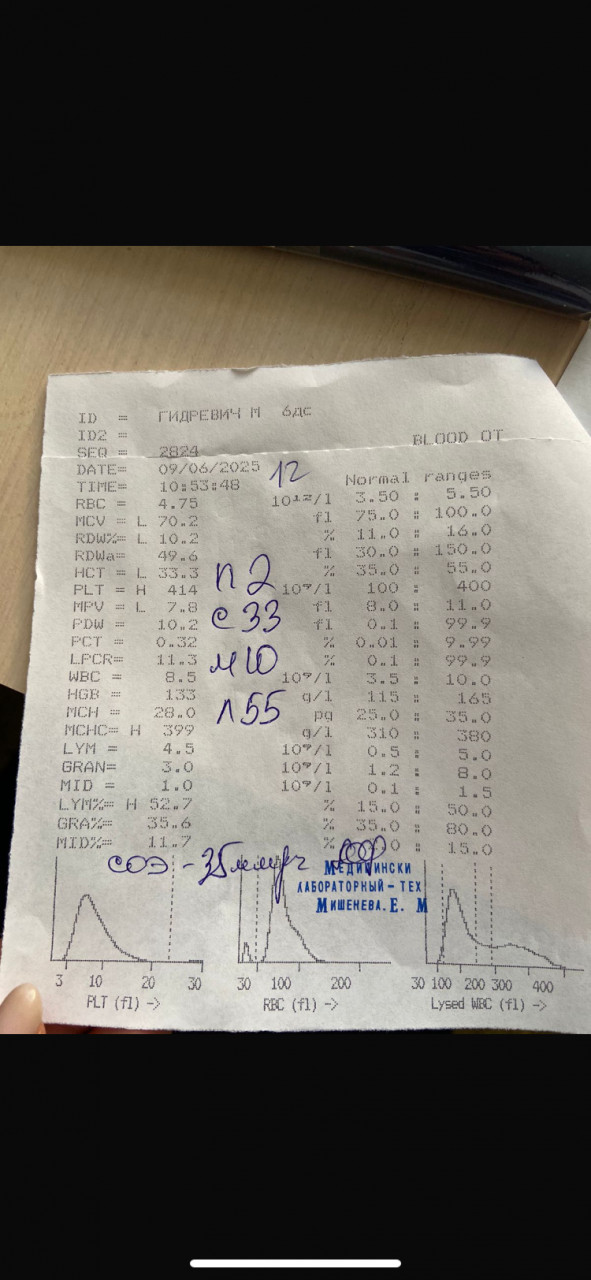 ID = ГИДРЕВИЧ М 6дс
ID2 =
BLOOD OT
SEQ = 2824
DATE= 09/06/2025 12
TIME= 10:53:48 Normal ranges
RBC = 4.75 10¹²/l 3.50 : 5.50
MCV = L 70.2 fl 75.0 : 100.0
RDW%= L 10.2 % 11.0 : 16.0
RDWa= 49.6 fl 30.0 : 150.0
HCT = L 33.3 % 35.0 : 55.0
PLT = H 414 10⁹/l 100 : 400
п 2
MPV = L 7.8 fl 8.0 : 11.0
PDW = 10.2 fl 0.1 : 99.9
с 33
PCT = 0.32 % 0.01 : 9.99
LPCR= 11.3 % 0.1 : 99.9
м 10
WBC = 8.5 10⁹/l 3.5 : 10.0
HGB = 133 g/l 115 : 165
MCH = 28.0 pg 25.0 : 35.0
л 55
MCHC= H 399 g/l 310 : 380
LYM = 4.5 10⁹/l 0.5 : 5.0
GRAN= 3.0 10⁹/l 1.2 : 8.0
MID = 1.0 10⁹/l 0.1 : 1.5
LYM%= H 52.7 % 15.0 : 50.0
GRA%= 35.6 % 35.0 : 80.0
MID%= 11.7 % : 15.0
СОЭ - 35 мм/ч
МЕДИЦИНСКИ
ЛАБОРАТОРНЫЙ-ТЕХ
МИШЕНЕВА. Е. М
3 10 20 30
PLT (fl) ->
30 100 200
RBC (fl) ->
30 100 200 300 400
Lysed WBC (fl) ->